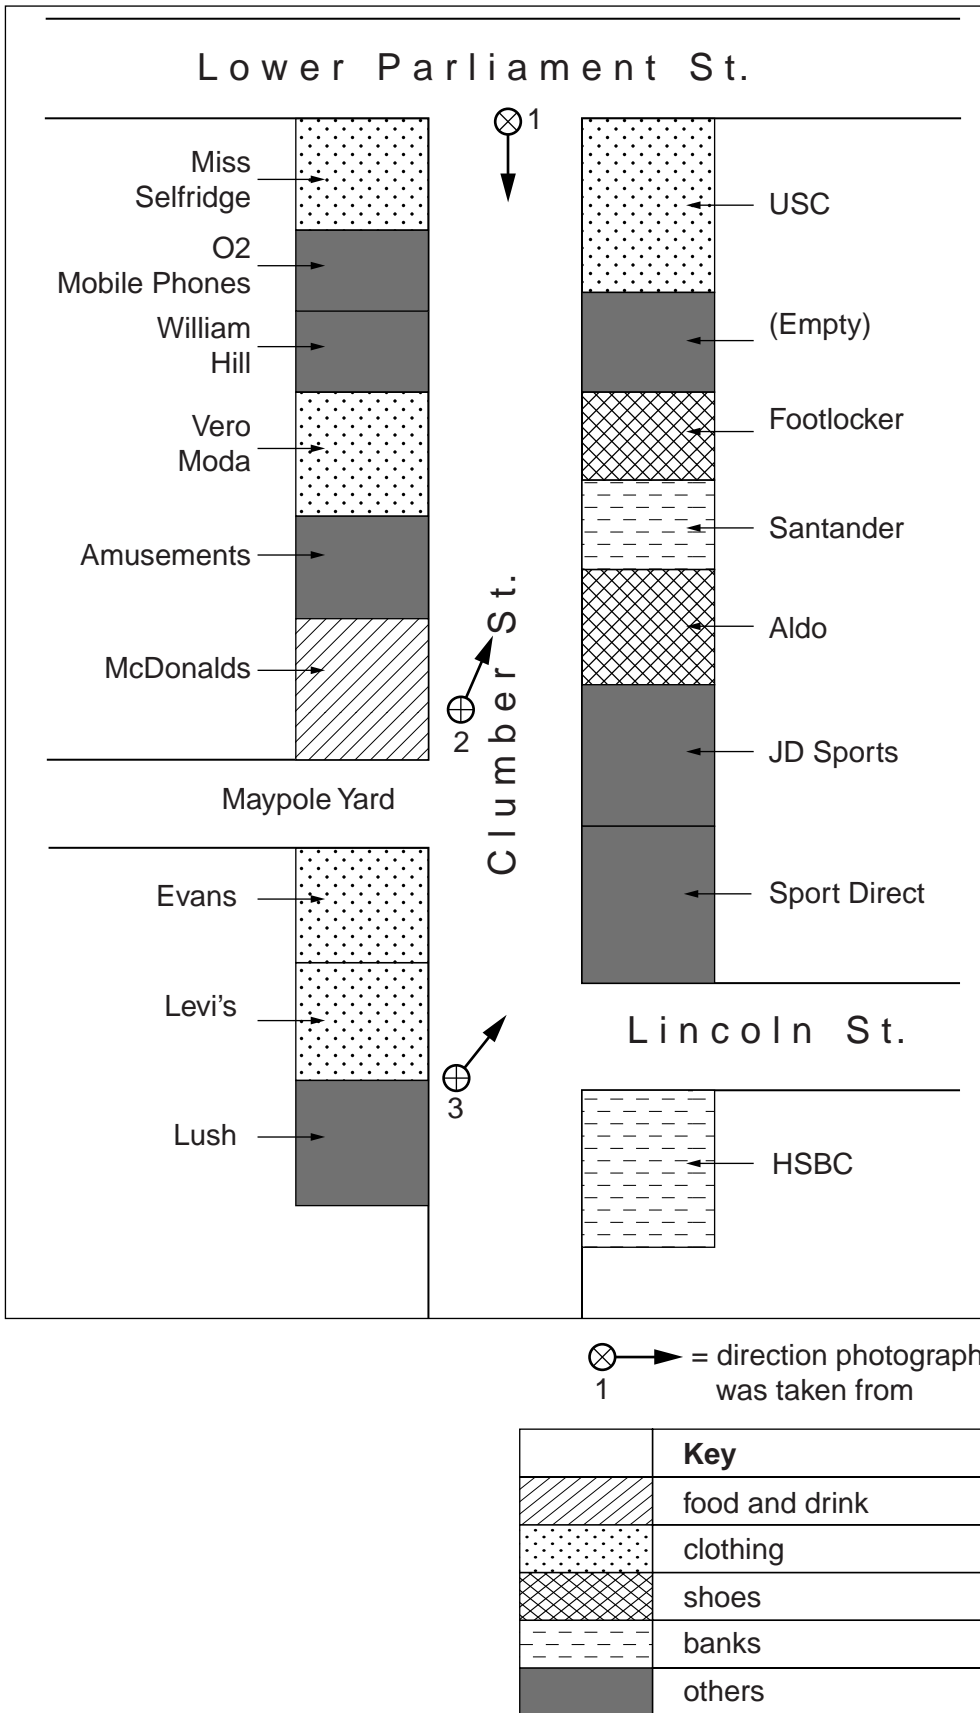 Lower Parliament St.
1
Miss
Selfridge
USC
O2
Mobile Phones
William
Hill
(Empty)
Vero
Moda
Footlocker
Amusements
Santander
McDonalds
Aldo
2
Clumber St.
JD Sports
Maypole Yard
Evans
Sport Direct
Levi's
Lincoln St.
3
Lush
HSBC
1
= direction photograph
was taken from
Key
food and drink
clothing
shoes
banks
others